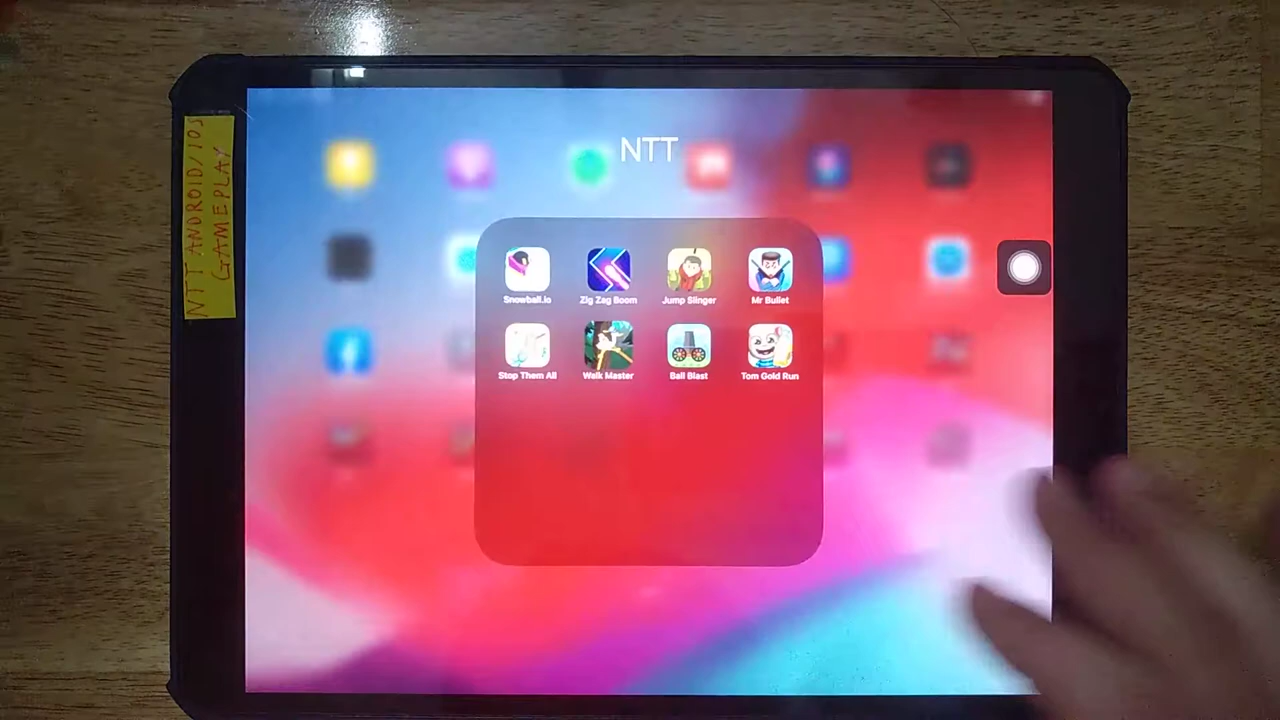 NTT ANDROID/IOS
GAMEPLAY
NTT
Snowball.io
Zig Zag Boom
Jump Slinger
Mr Bullet
Stop Them All
Walk Master
Ball Blast
Tom Gold Run